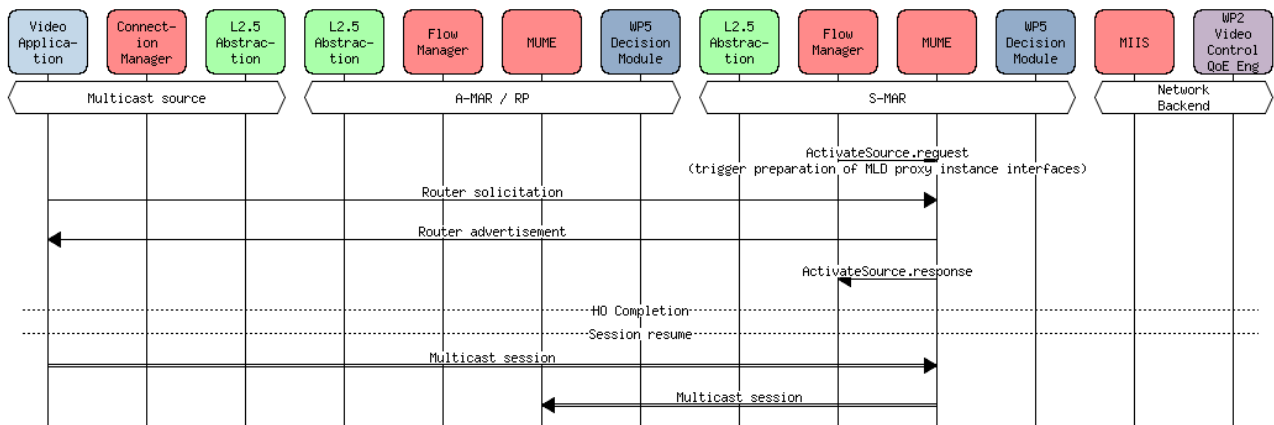 Video
Applica-
tion
Connect-
ion
Manager
L2.5
Abstrac-
tion
L2.5
Abstrac-
tion
Flow
Manager
MUME
WP5
Decision
Module
L2.5
Abstrac-
tion
Flow
Manager
MUME
WP5
Decision
Module
MIIS
WP2
Video
Control
QoE Eng
Multicast source
A-MAR / RP
S-MAR
Network
Backend
ActivateSource.request
(trigger preparation of MLD proxy instance interfaces)
Router solicitation
Router advertisement
ActivateSource.response
HO Completion
Session resume
Multicast session
Multicast session